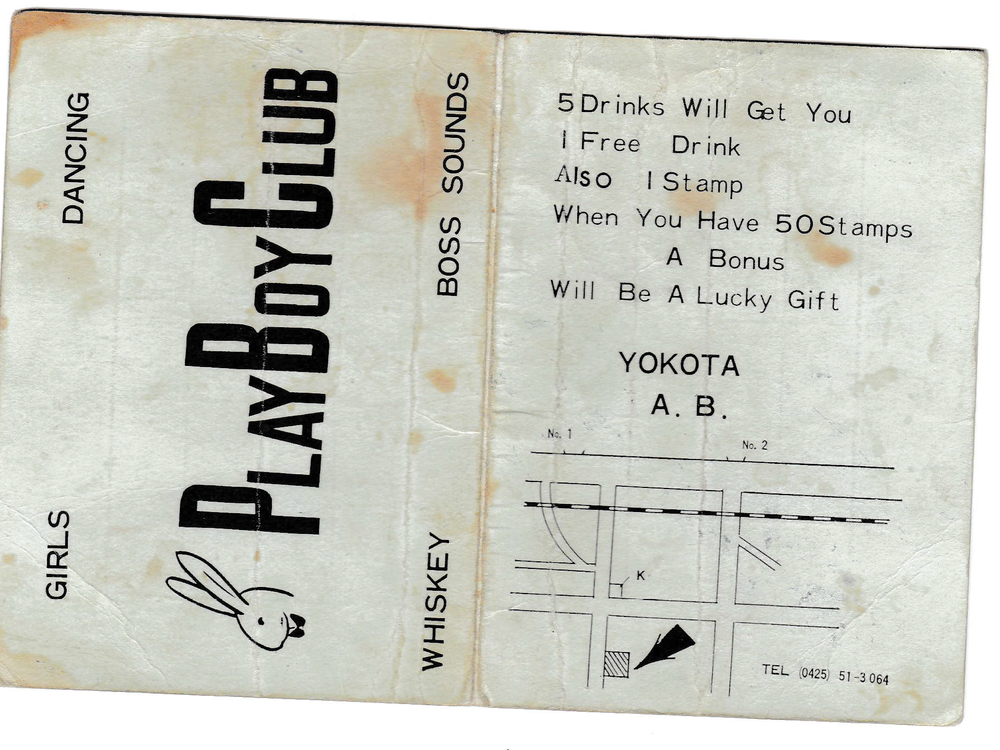 GIRLS DANCING
PLAYBOY CLUB
WHISKEY BOSS SOUNDS
5 Drinks Will Get You
1 Free Drink
Also 1 Stamp
When You Have 50 Stamps
A Bonus
Will Be A Lucky Gift
YOKOTA
A. B.
No. 1
No. 2
K
TEL (0425) 51-3064